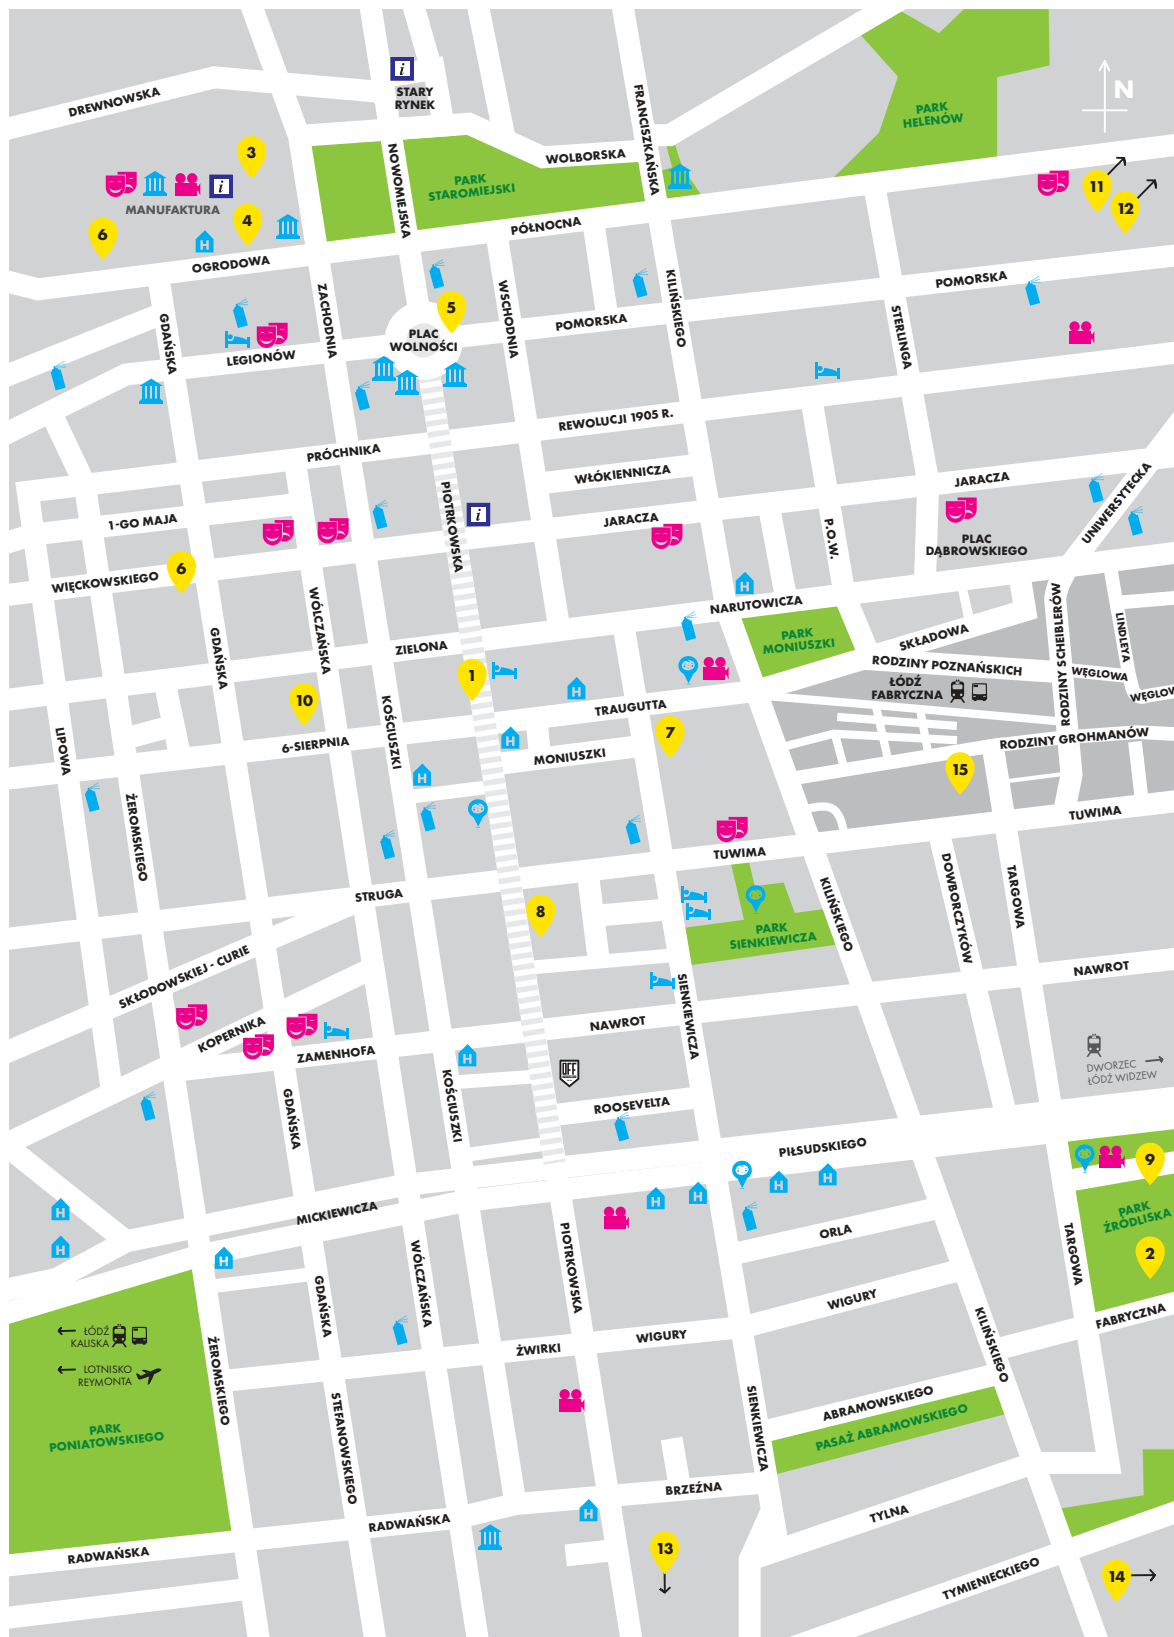 DREWNOWSKA
i
STARY
RYNEK
FRANCISZKAŃSKA
PARK
HELENÓW
N
3
NOWOMIEJSKA
WOLBORSKA
PARK
STAROMIEJSKI
i
MANUFAKTURA
4
6
11
12
PÓŁNOCNA
OGRODOWA
H
ZACHODNIA
WSCHODNIA
KILIŃSKIEGO
POMORSKA
STERLINGA
GDAŃSKA
5
POMORSKA
PLAC
WOLNOŚCI
LEGIONÓW
REWOLUCJI 1905 R.
PRÓCHNIKA
WŁÓKIENNICZA
JARACZA
UNIWERSYTECKA
PIOTRKOWSKA
i
1-GO MAJA
JARACZA
P.O.W.
PLAC
DĄBROWSKIEGO
6
WIĘCKOWSKIEGO
H
WÓLCZAŃSKA
NARUTOWICZA
RODZINY SCHEIBLERÓW
LINDLEYA
GDAŃSKA
ZIELONA
PARK
MONIUSZKI
SKŁADOWA
RODZINY POZNAŃSKICH
WĘGLOWA
1
H
ŁÓDŹ
FABRYCZNA
10
KOŚCIUSZKI
TRAUGUTTA
7
LIPOWA
6-SIERPNIA
H
MONIUSZKI
RODZINY GROHMANÓW
H
15
ŻEROMSKIEGO
TUWIMA
TUWIMA
KILIŃSKIEGO
DOWBORCZYKÓW
TARGOWA
STRUGA
8
PARK
SIENKIEWICZA
SKŁODOWSKIEJ - CURIE
NAWROT
SIENKIEWICZA
KOPERNIKA
NAWROT
ZAMENHOFA
H
OFF
DWORZEC
ŁÓDŹ WIDZEW
GDAŃSKA
KOŚCIUSZKI
ROOSEVELTA
PIŁSUDSKIEGO
9
H
H
H
H
H
PARK
ŹRÓDLISKA
MICKIEWICZA
PIOTRKOWSKA
ORLA
TARGOWA
H
H
WÓLCZAŃSKA
2
GDAŃSKA
WIGURY
KILIŃSKIEGO
FABRYCZNA
ŁÓDŹ
KALISKA
LOTNISKO
REYMONTA
ŻEROMSKIEGO
ŻWIRKI
WIGURY
PARK
PONIATOWSKIEGO
STEFANOWSKIEGO
SIENKIEWICZA
ABRAMOWSKIEGO
PASAŻ ABRAMOWSKIEGO
BRZEŹNA
RADWAŃSKA
H
TYLNA
RADWAŃSKA
13
TYMIENIECKIEGO
14